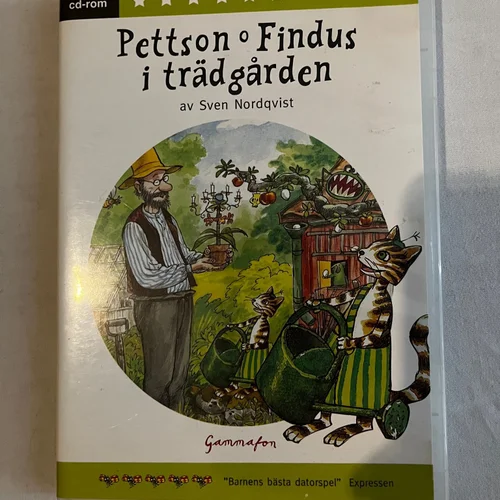 cd-rom
Pettson o Findus
i trädgården
av Sven Nordqvist
Gammafon
"Barnens bästa datorspel" Expressen